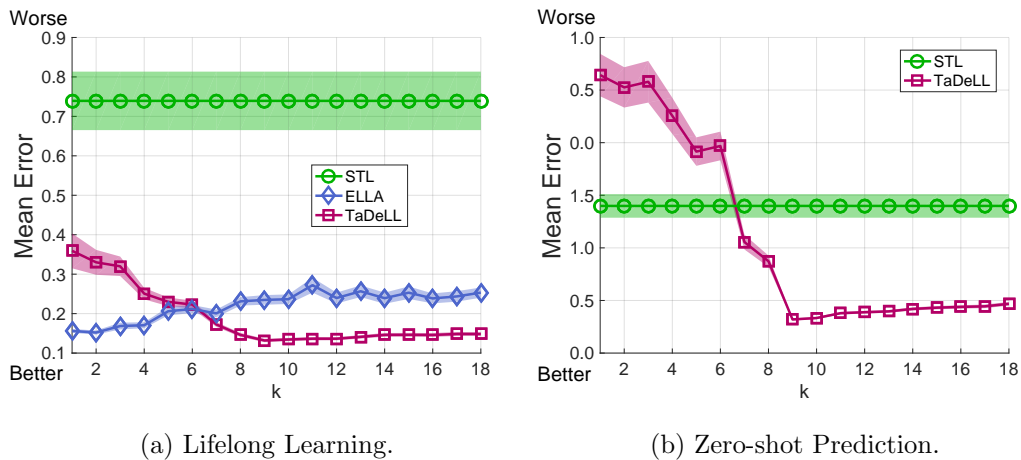 Worse
0.9
0.8
0.7
0.6
0.5
0.4
0.3
0.2
0.1
Better
Mean Error
2 4 6 8 10 12 14 16 18
k
STL
ELLA
TaDeLL
(a) Lifelong Learning.
Worse
1.0
0.5
0.0
1.5
1.0
0.5
0.0
Better
Mean Error
2 4 6 8 10 12 14 16 18
k
STL
TaDeLL
(b) Zero-shot Prediction.